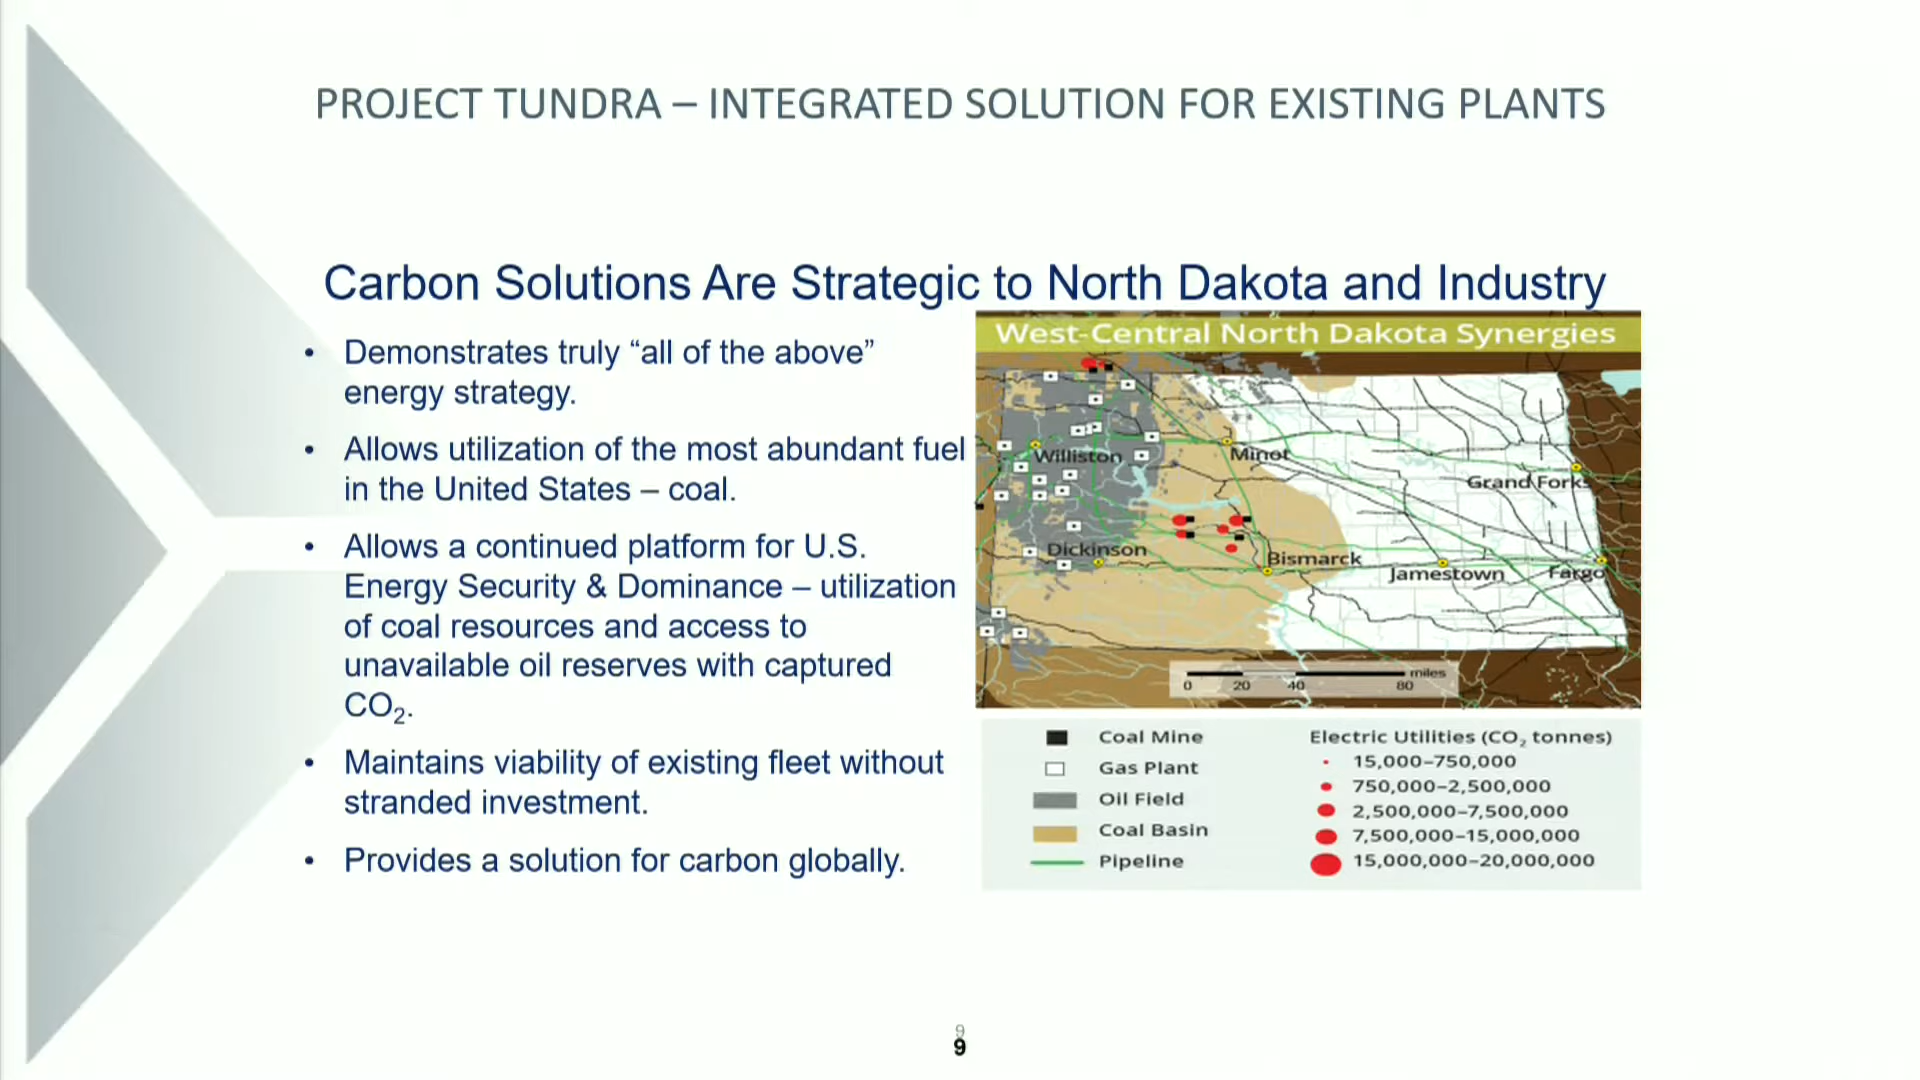 PROJECT TUNDRA – INTEGRATED SOLUTION FOR EXISTING PLANTS
Carbon Solutions Are Strategic to North Dakota and Industry
• Demonstrates truly “all of the above”
energy strategy.
• Allows utilization of the most abundant fuel
in the United States – coal.
• Allows a continued platform for U.S.
Energy Security & Dominance – utilization
of coal resources and access to
unavailable oil reserves with captured
CO₂.
• Maintains viability of existing fleet without
stranded investment.
• Provides a solution for carbon globally.
West-Central North Dakota Synergies
Williston
Minot
Grand Forks
Dickinson
Bismarck
Jamestown
Fargo
miles
0 20 40 80
Coal Mine
Gas Plant
Oil Field
Coal Basin
Pipeline
Electric Utilities (CO₂ tonnes)
15,000–750,000
750,000–2,500,000
2,500,000–7,500,000
7,500,000–15,000,000
15,000,000–20,000,000
9
9